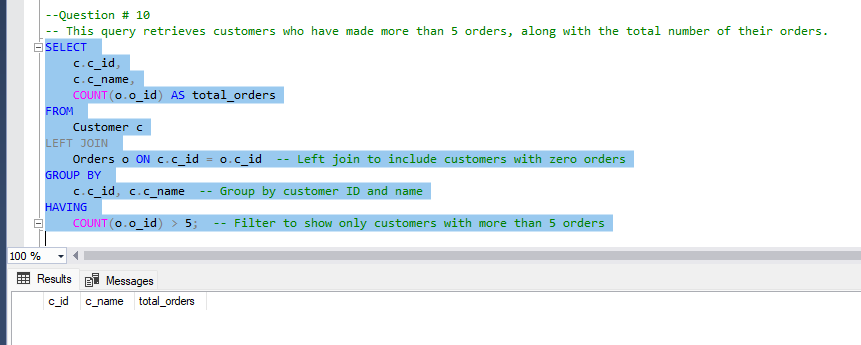 --Question # 10
-- This query retrieves customers who have made more than 5 orders, along with the total number of their orders.
SELECT
c.c_id,
c.c_name,
COUNT(o.o_id) AS total_orders
FROM
Customer c
LEFT JOIN
Orders o ON c.c_id = o.c_id -- Left join to include customers with zero orders
GROUP BY
c.c_id, c.c_name -- Group by customer ID and name
HAVING
COUNT(o.o_id) > 5; -- Filter to show only customers with more than 5 orders
100 %
Results Messages
c_id c_name total_orders